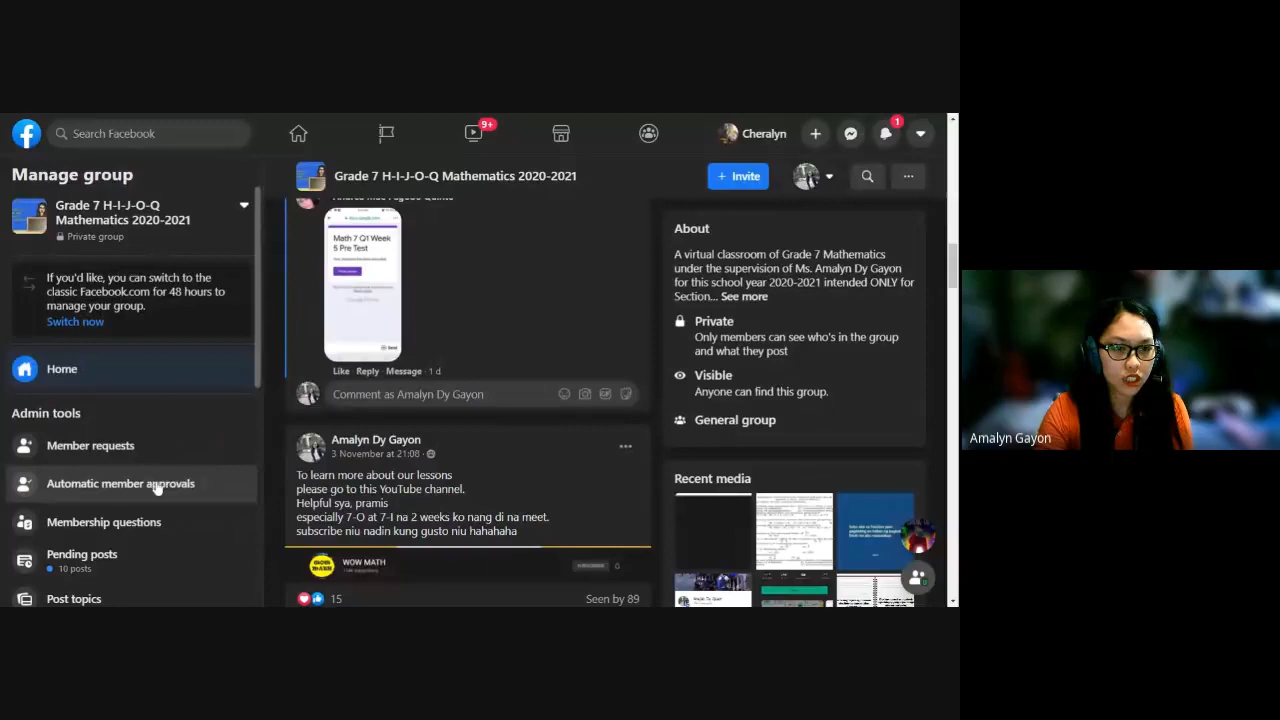 Search Facebook
9+
Cheralyn
1
Manage group
Grade 7 H-I-J-O-Q
Mathematics 2020-2021
Private group
If you'd like, you can switch to the
classic Facebook.com for 48 hours to
manage your group.
Switch now
Home
Admin tools
Member requests
Automatic member approvals
Membership questions
Pending posts
10 posts
Post topics
Grade 7 H-I-J-O-Q Mathematics 2020-2021
+ Invite
Math 7 Q1 Week
5 Pre Test
Like · Reply · Message · 1 d
Comment as Amalyn Dy Gayon
Amalyn Dy Gayon
3 November at 21:08
To learn more about our lessons
please go to this YouTube channel.
Helpful sya, pramis
especially 7-O at 7-I na 2 weeks ko nang di na meet.
subscribe niu nadin kung gusto niu hahahaha
WOW MATH
15
Seen by 89
About
A virtual classroom of Grade 7 Mathematics
under the supervision of Ms. Amalyn Dy Gayon
for this school year 2020-2021 intended ONLY for
Section... See more
Private
Only members can see who's in the group
and what they post
Visible
Anyone can find this group.
General group
Recent media
Amalyn Gayon